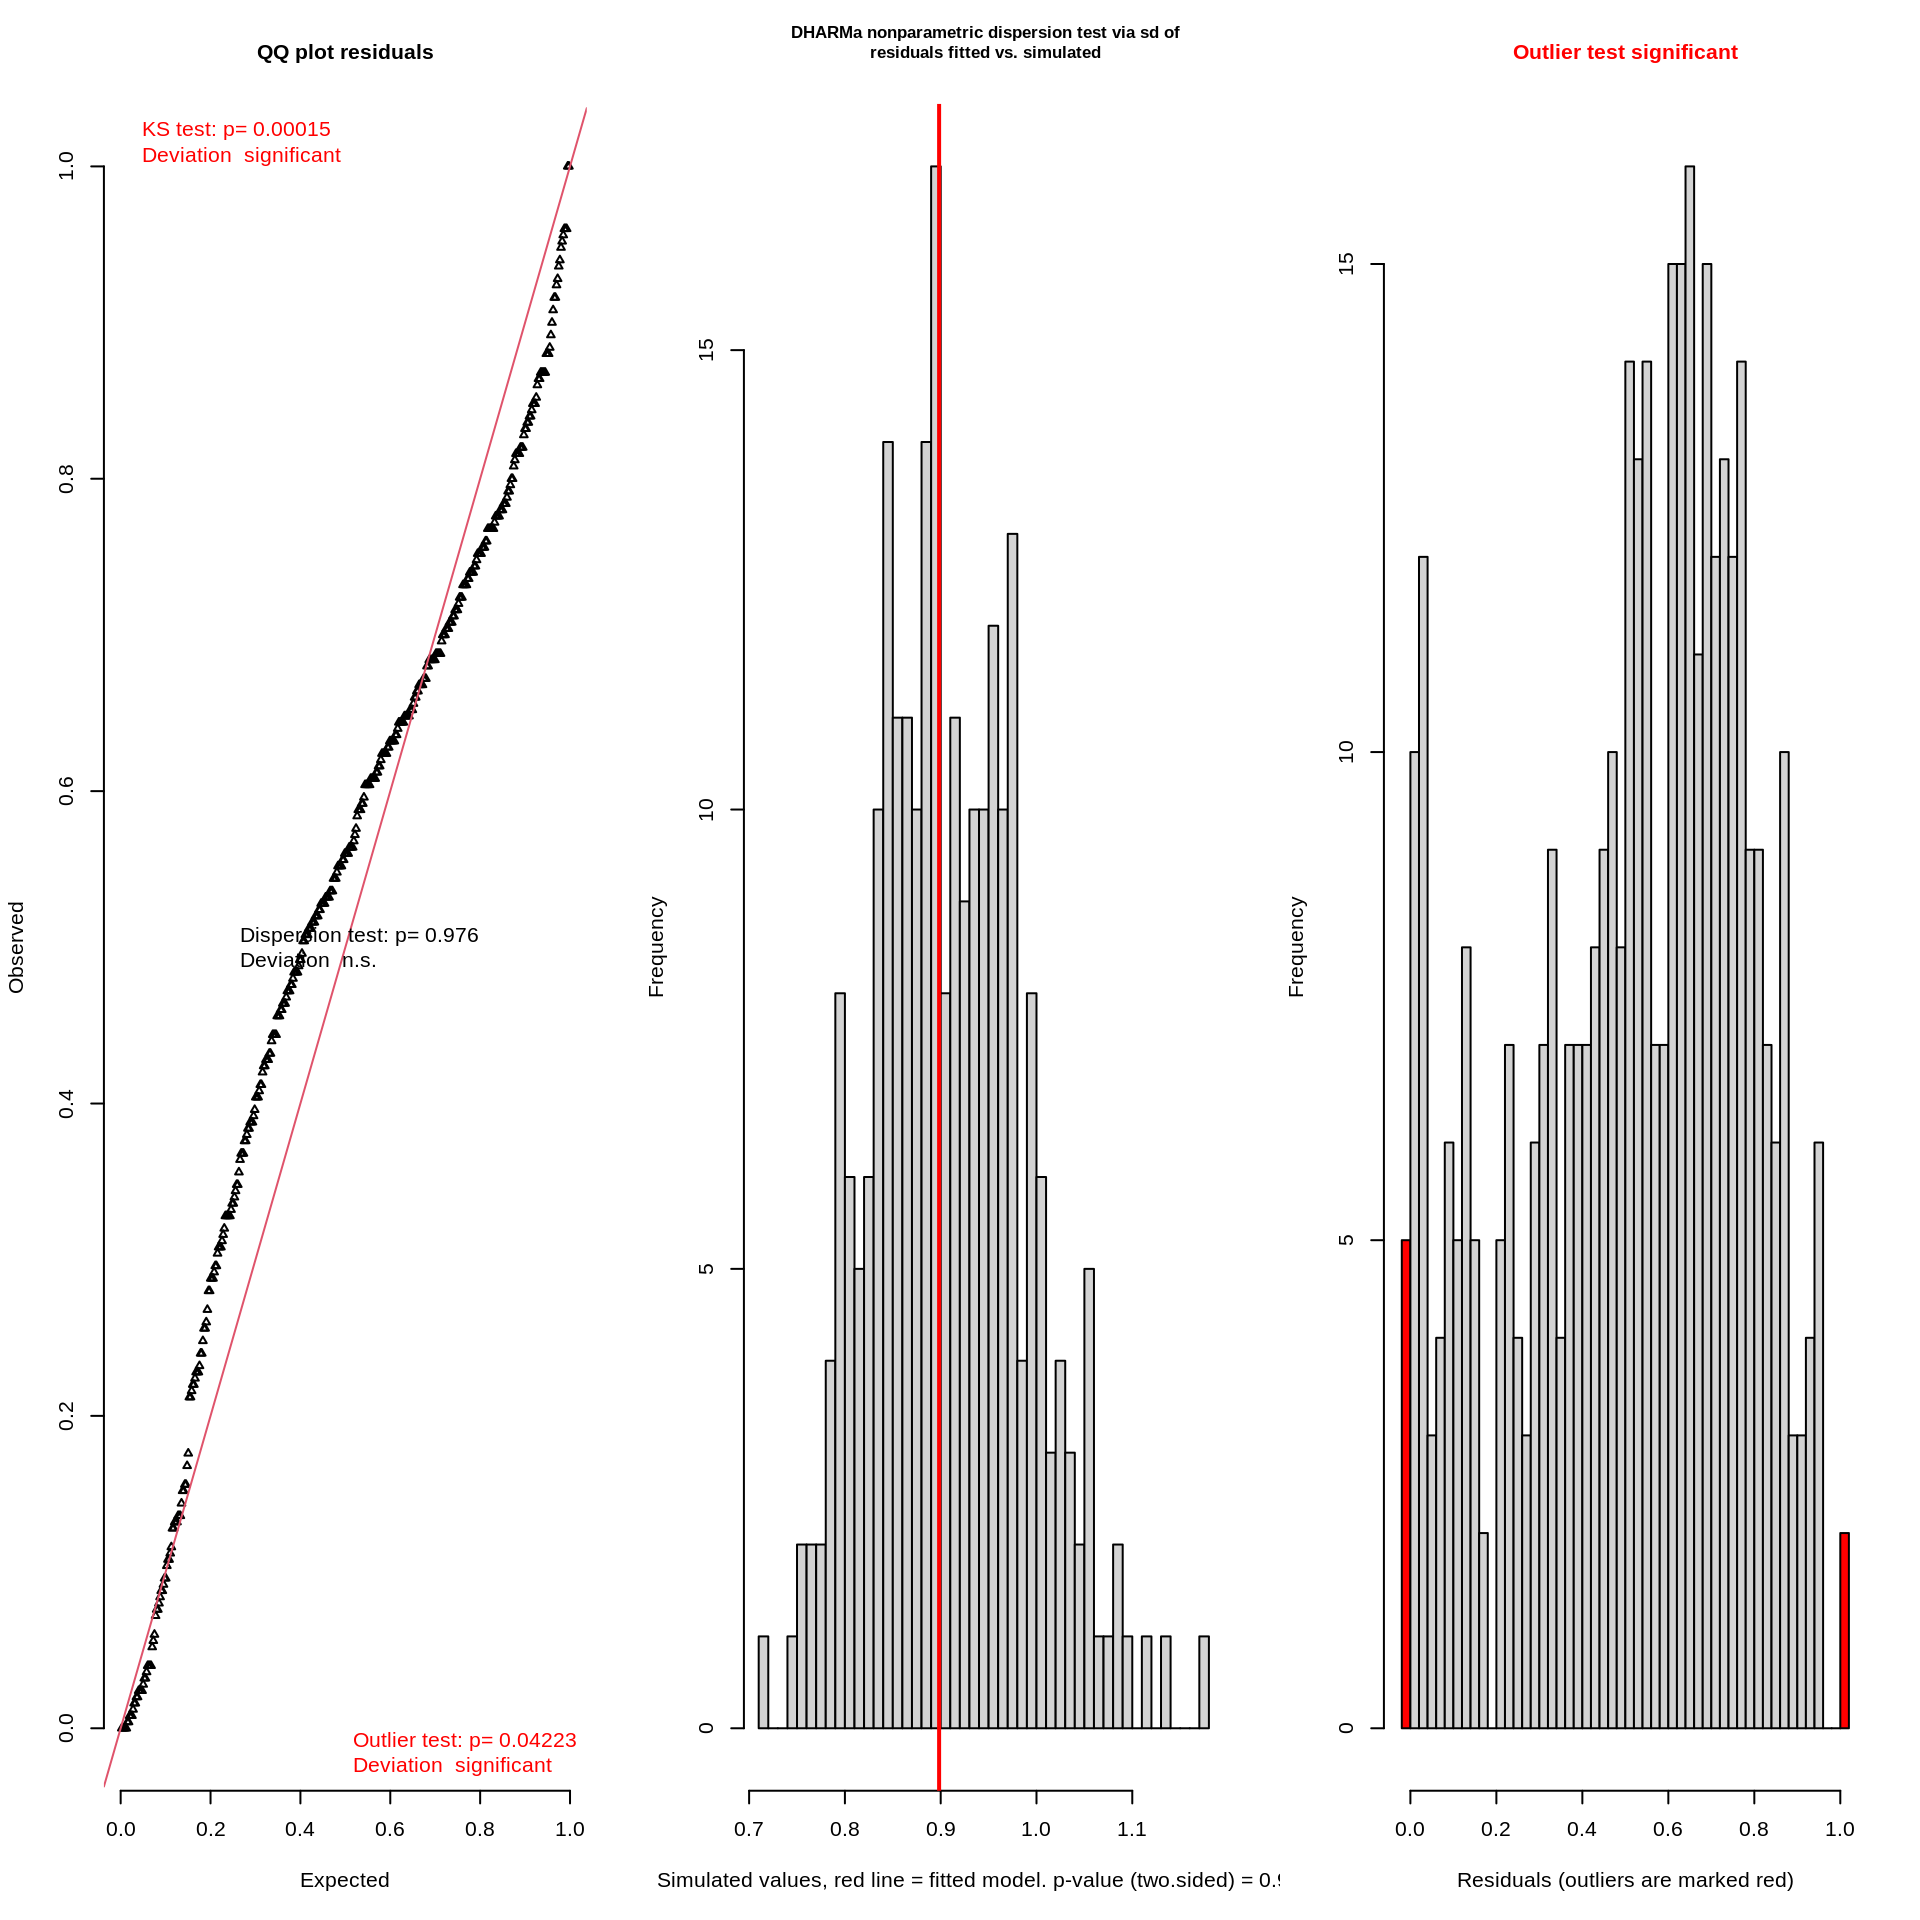 QQ plot residuals
KS test: p= 0.00015
Deviation  significant
Dispersion test: p= 0.976
Deviation  n.s.
Outlier test: p= 0.04223
Deviation  significant
Observed
0.0
0.2
0.4
0.6
0.8
1.0
0.0 0.2 0.4 0.6 0.8 1.0
Expected
DHARMa nonparametric dispersion test via sd of
residuals fitted vs. simulated
Frequency
0
5
10
15
0.7 0.8 0.9 1.0 1.1
Simulated values, red line = fitted model. p-value (two.sided) = 0.
Outlier test significant
Frequency
0
5
10
15
0.0 0.2 0.4 0.6 0.8 1.0
Residuals (outliers are marked red)